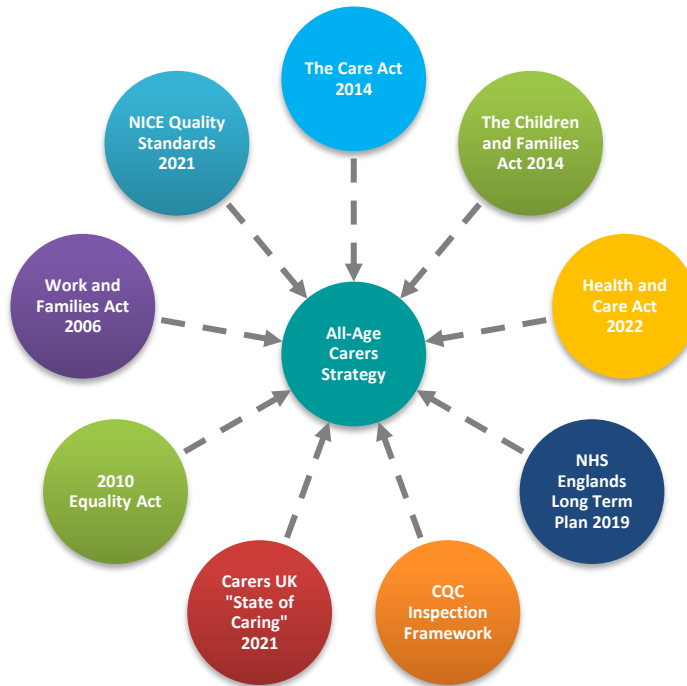 The Care Act
2014
The Children
and Families
Act 2014
Health and
Care Act
2022
NHS
Englands
Long Term
Plan 2019
CQC
Inspection
Framework
Carers UK
"State of
Caring"
2021
2010
Equality Act
Work and
Families Act
2006
NICE Quality
Standards
2021
All-Age
Carers
Strategy